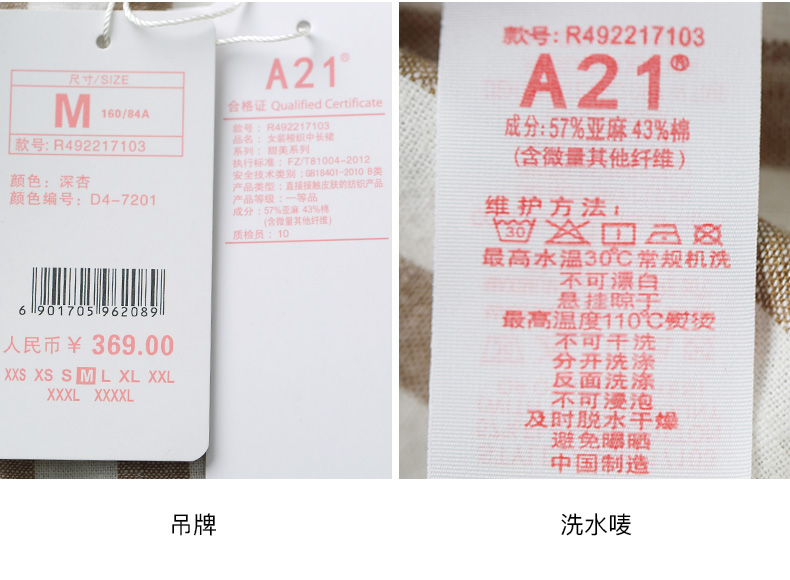 尺寸/SIZE
M 160/84A
款号: R492217103
颜色: 深杏
颜色编号: D4-7201
6 901705 962089
人民币 ¥ 369.00
XXS XS S M L XL XXL
XXXL XXXXL
A21®
合格证 Qualified Certificate
款号: R492217103
品名: 女装梭织中长裙
系列: 甜美系列
执行标准: FZ/T81004-2012
安全技术类别: GB18401-2010 B类
产品类型: 直接接触皮肤的纺织产品
产品等级: 一等品
成分: 57%亚麻 43%棉
(含微量其他纤维)
质检员: 10
款号: R492217103
A21®
成分: 57%亚麻 43%棉
(含微量其他纤维)
维护方法:
30
最高水温30℃常规机洗
不可漂白
悬挂晾干
最高温度110℃熨烫
不可干洗
分开洗涤
反面洗涤
不可浸泡
及时脱水干燥
避免曝晒
中国制造
吊牌
洗水唛